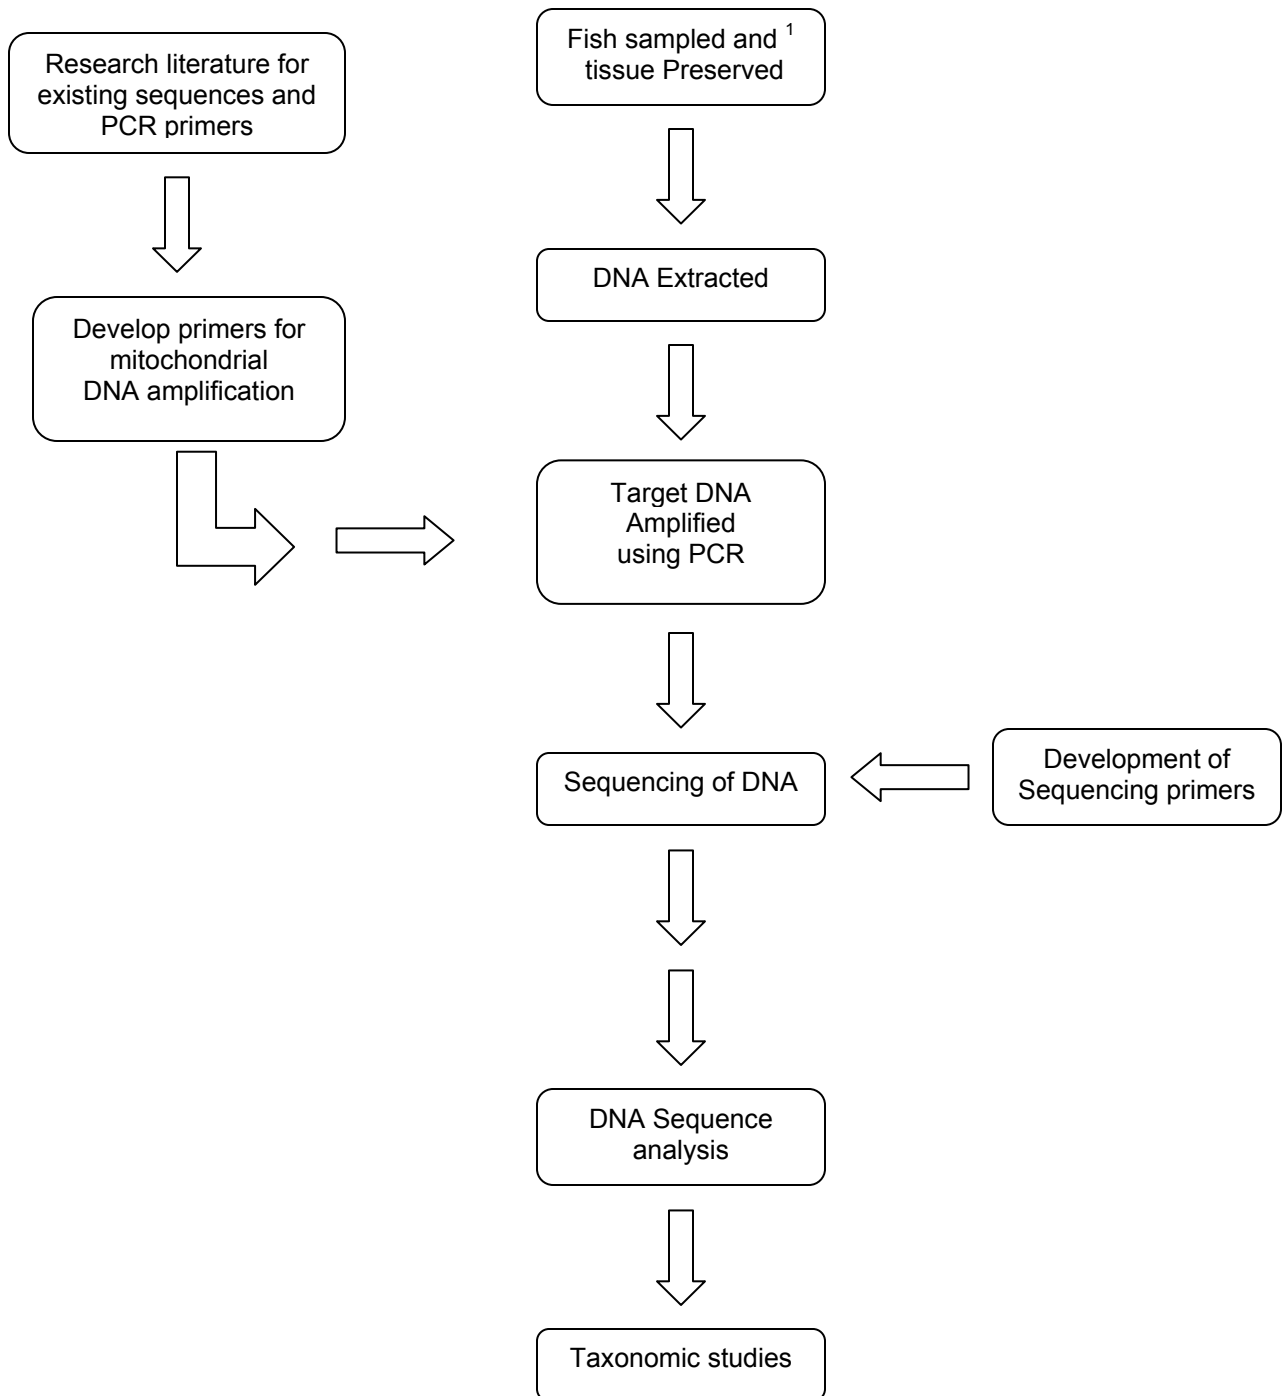 Research literature for
existing sequences and
PCR primers
Develop primers for
mitochondrial
DNA amplification
Fish sampled and 1
tissue Preserved
DNA Extracted
Target DNA
Amplified
using PCR
Sequencing of DNA
Development of
Sequencing primers
DNA Sequence
analysis
Taxonomic studies